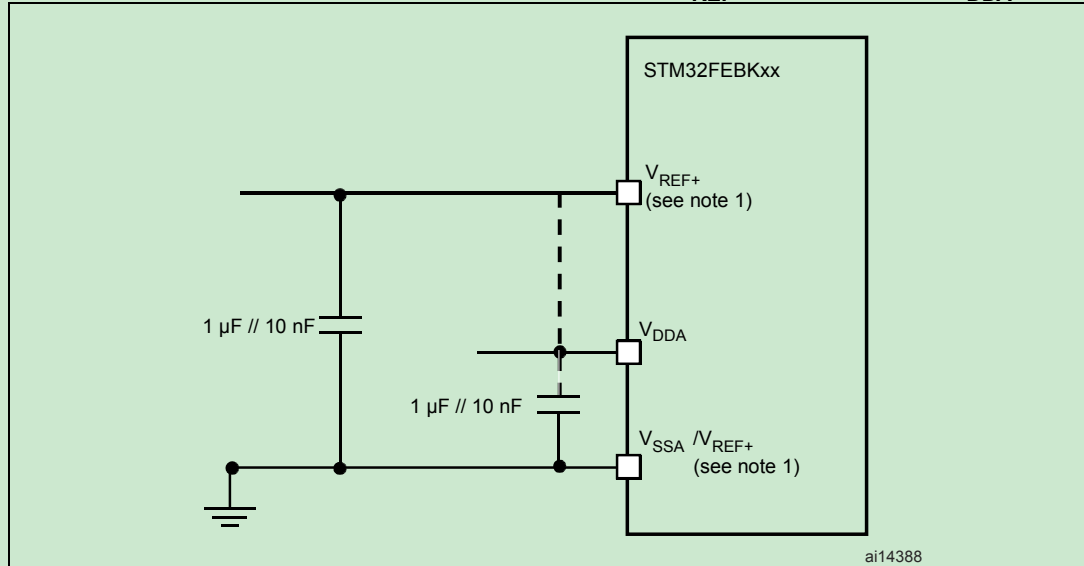 STM32FEBKxx
VREF+
(see note 1)
1 µF // 10 nF
VDDA
1 µF // 10 nF
VSSA /VREF+
(see note 1)
ai14388